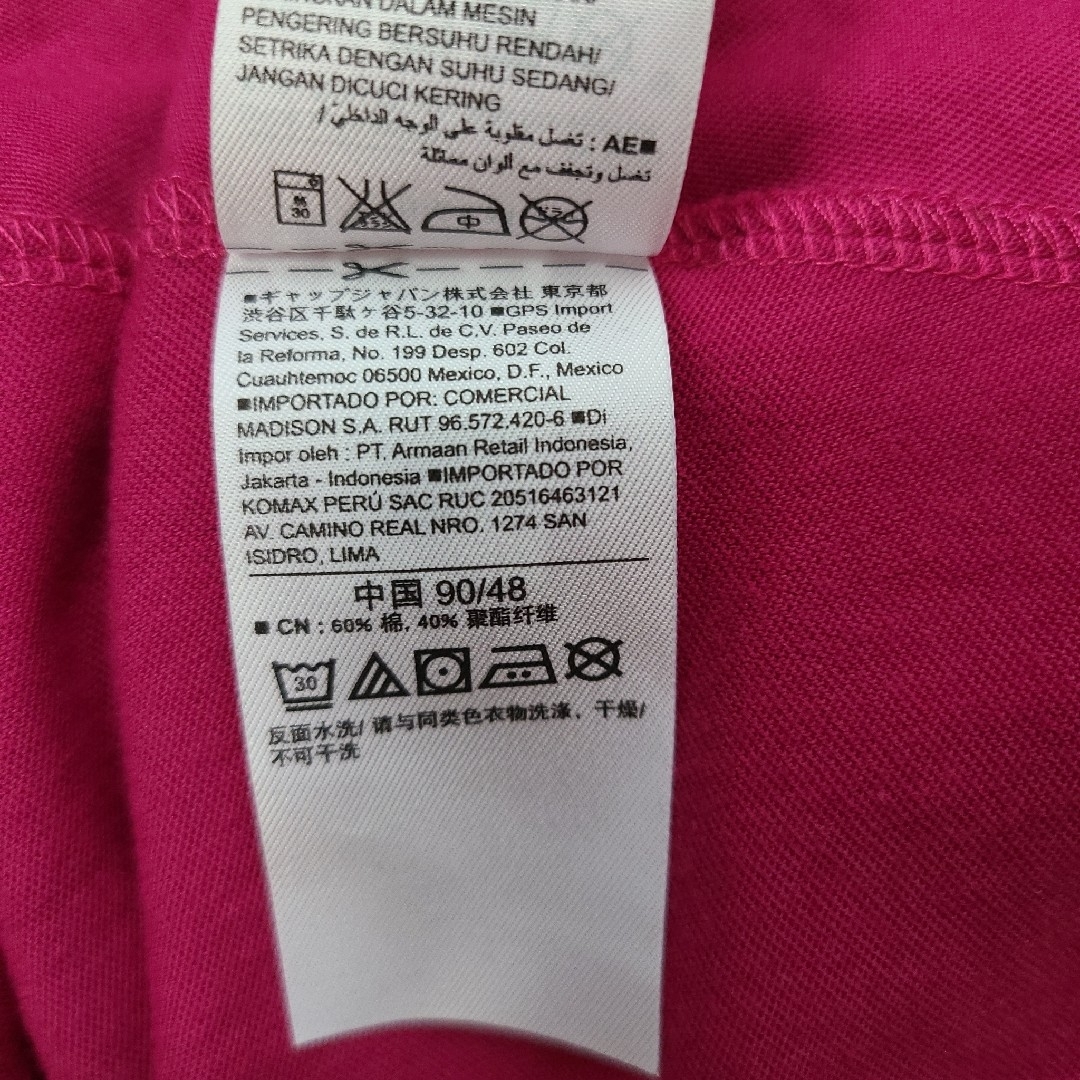 DALAM MESIN
PENGERING BERSUHU RENDAH/
SETRIKA DENGAN SUHU SEDANG/
JANGAN DICUCI KERING
■AE : تغسل مقلوبة على الوجه الداخلي /
تغسل وتجفف مع ألوان مماثلة
30
中
■ギャップジャパン株式会社 東京都
渋谷区千駄ヶ谷5-32-10 ■GPS Import
Services, S. de R.L. de C.V. Paseo de
la Reforma, No. 199 Desp. 602 Col.
Cuauhtemoc 06500 Mexico, D.F., Mexico
■IMPORTADO POR: COMERCIAL
MADISON S.A. RUT 96.572.420-6 ■Di
Impor oleh : PT. Armaan Retail Indonesia,
Jakarta - Indonesia ■IMPORTADO POR
KOMAX PERÚ SAC RUC 20516463121
AV. CAMINO REAL NRO. 1274 SAN
ISIDRO, LIMA
中国 90/48
■ CN : 60% 棉, 40% 聚酯纤维
30
反面水洗/ 请与同类色衣物洗涤、干燥/
不可干洗